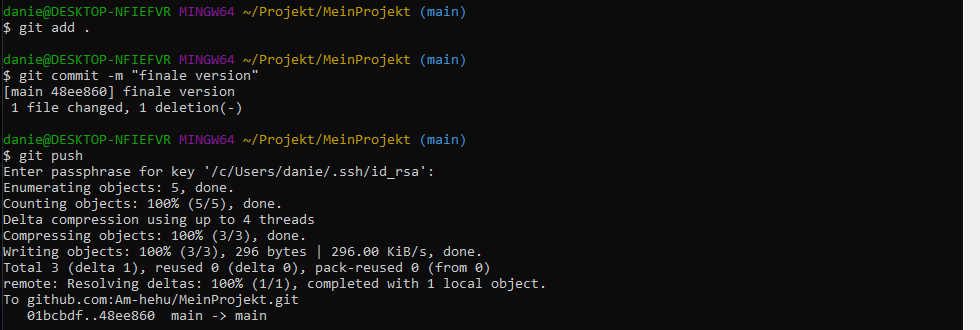 danie@DESKTOP-NFIEFVR MINGW64 ~/Projekt/MeinProjekt (main)
$ git add .
danie@DESKTOP-NFIEFVR MINGW64 ~/Projekt/MeinProjekt (main)
$ git commit -m "finale version"
[main 48ee860] finale version
 1 file changed, 1 deletion(-)
danie@DESKTOP-NFIEFVR MINGW64 ~/Projekt/MeinProjekt (main)
$ git push
Enter passphrase for key '/c/Users/danie/.ssh/id_rsa':
Enumerating objects: 5, done.
Counting objects: 100% (5/5), done.
Delta compression using up to 4 threads
Compressing objects: 100% (3/3), done.
Writing objects: 100% (3/3), 296 bytes | 296.00 KiB/s, done.
Total 3 (delta 1), reused 0 (delta 0), pack-reused 0 (from 0)
remote: Resolving deltas: 100% (1/1), completed with 1 local object.
To github.com:Am-hehu/MeinProjekt.git
   01bcbdf..48ee860  main -> main